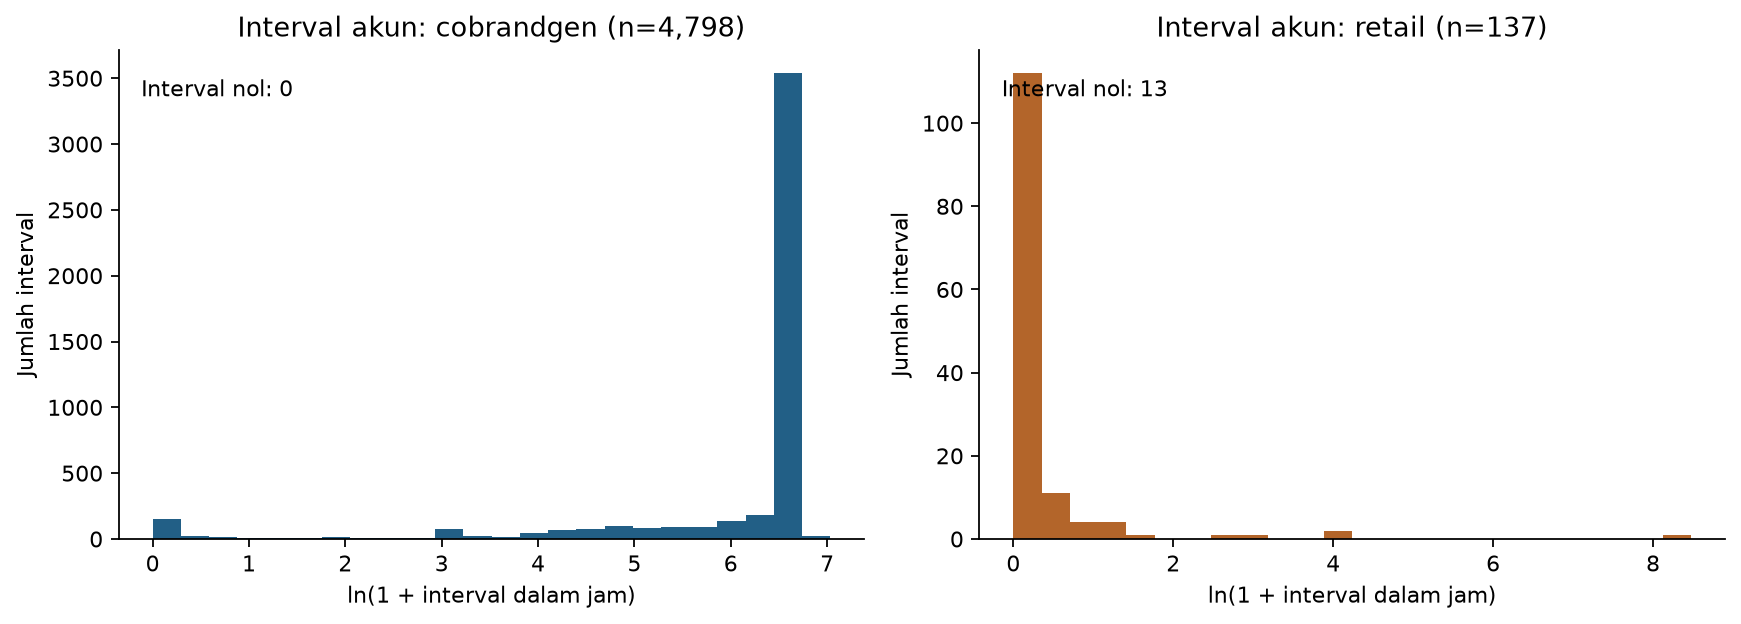 Interval akun: cobrandgen (n=4,798)
Interval nol: 0
Jumlah interval
3500
3000
2500
2000
1500
1000
500
0
0 1 2 3 4 5 6 7
ln(1 + interval dalam jam)
Interval akun: retail (n=137)
Interval nol: 13
Jumlah interval
100
80
60
40
20
0
0 2 4 6 8
ln(1 + interval dalam jam)